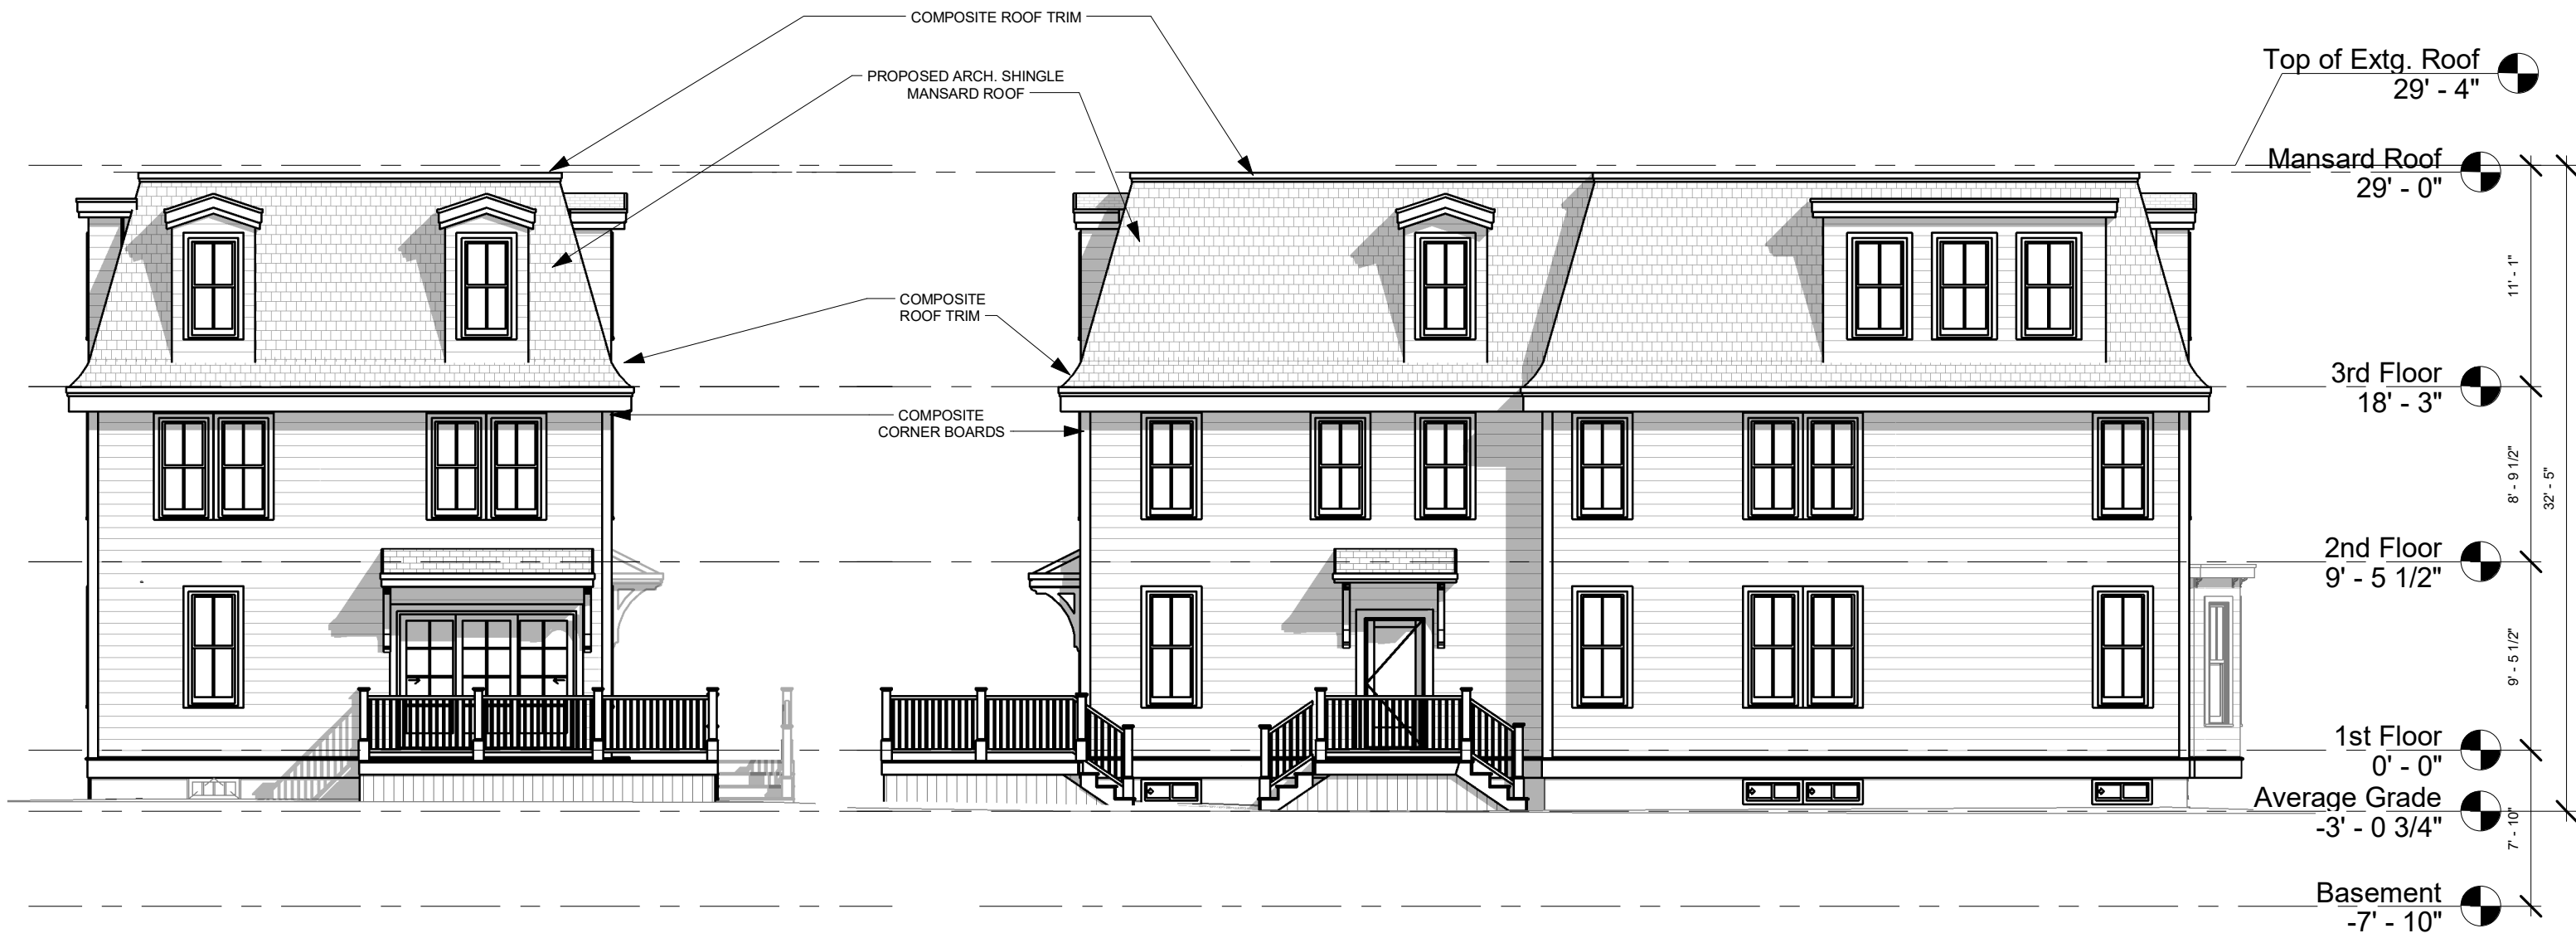 COMPOSITE ROOF TRIM
PROPOSED ARCH. SHINGLE
MANSARD ROOF
COMPOSITE
ROOF TRIM
COMPOSITE
CORNER BOARDS
Top of Extg. Roof
29' - 4"
Mansard Roof
29' - 0"
11' - 1"
3rd Floor
18' - 3"
8' - 9 1/2"
32' - 5"
2nd Floor
9' - 5 1/2"
9' - 5 1/2"
1st Floor
0' - 0"
Average Grade
-3' - 0 3/4"
7' - 10"
Basement
-7' - 10"